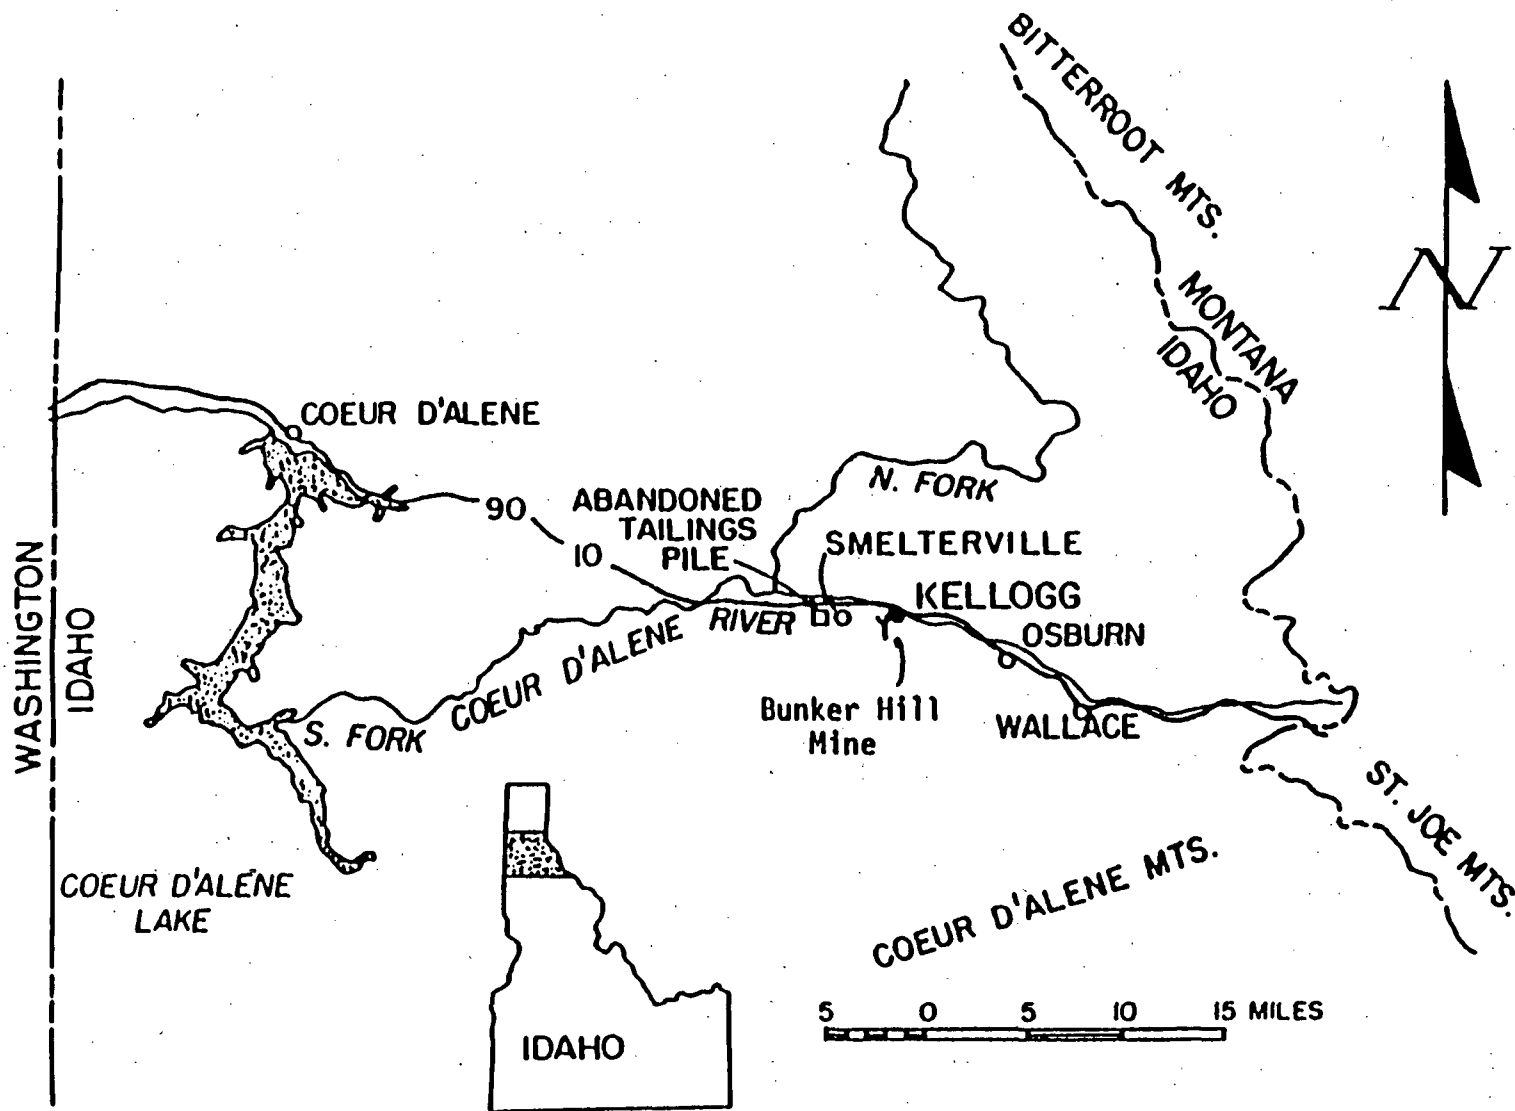 BITTERROOT MTS.
N
MONTANA
IDAHO
COEUR D'ALENE
N. FORK
90
ABANDONED
TAILINGS
PILE
SMELTERVILLE
10
KELLOGG
WASHINGTON
IDAHO
RIVER
OSBURN
COEUR D'ALENE
S. FORK
Bunker Hill
Mine
WALLACE
ST. JOE MTS.
COEUR D'ALENE
LAKE
COEUR D'ALENE MTS.
5 0 5 10 15 MILES
IDAHO